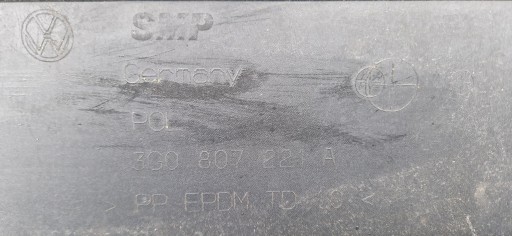 SMP
Germany
POL
3G0 807 221 A
> PP EPDM TD